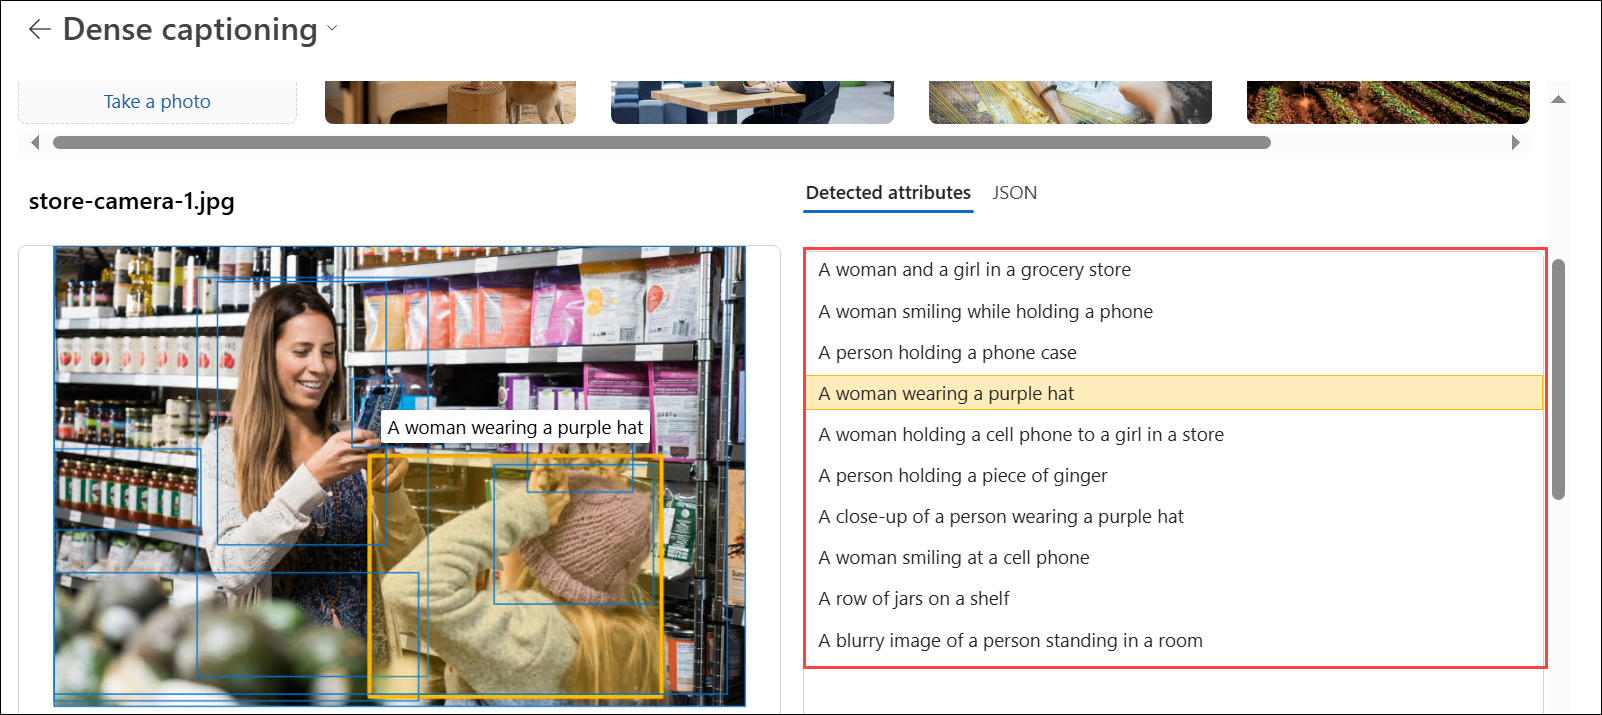 Dense captioning
Take a photo
store-camera-1.jpg
Detected attributes JSON
A woman and a girl in a grocery store
A woman smiling while holding a phone
A person holding a phone case
A woman wearing a purple hat
A woman wearing a purple hat
A woman holding a cell phone to a girl in a store
A person holding a piece of ginger
A close-up of a person wearing a purple hat
A woman smiling at a cell phone
A row of jars on a shelf
A blurry image of a person standing in a room